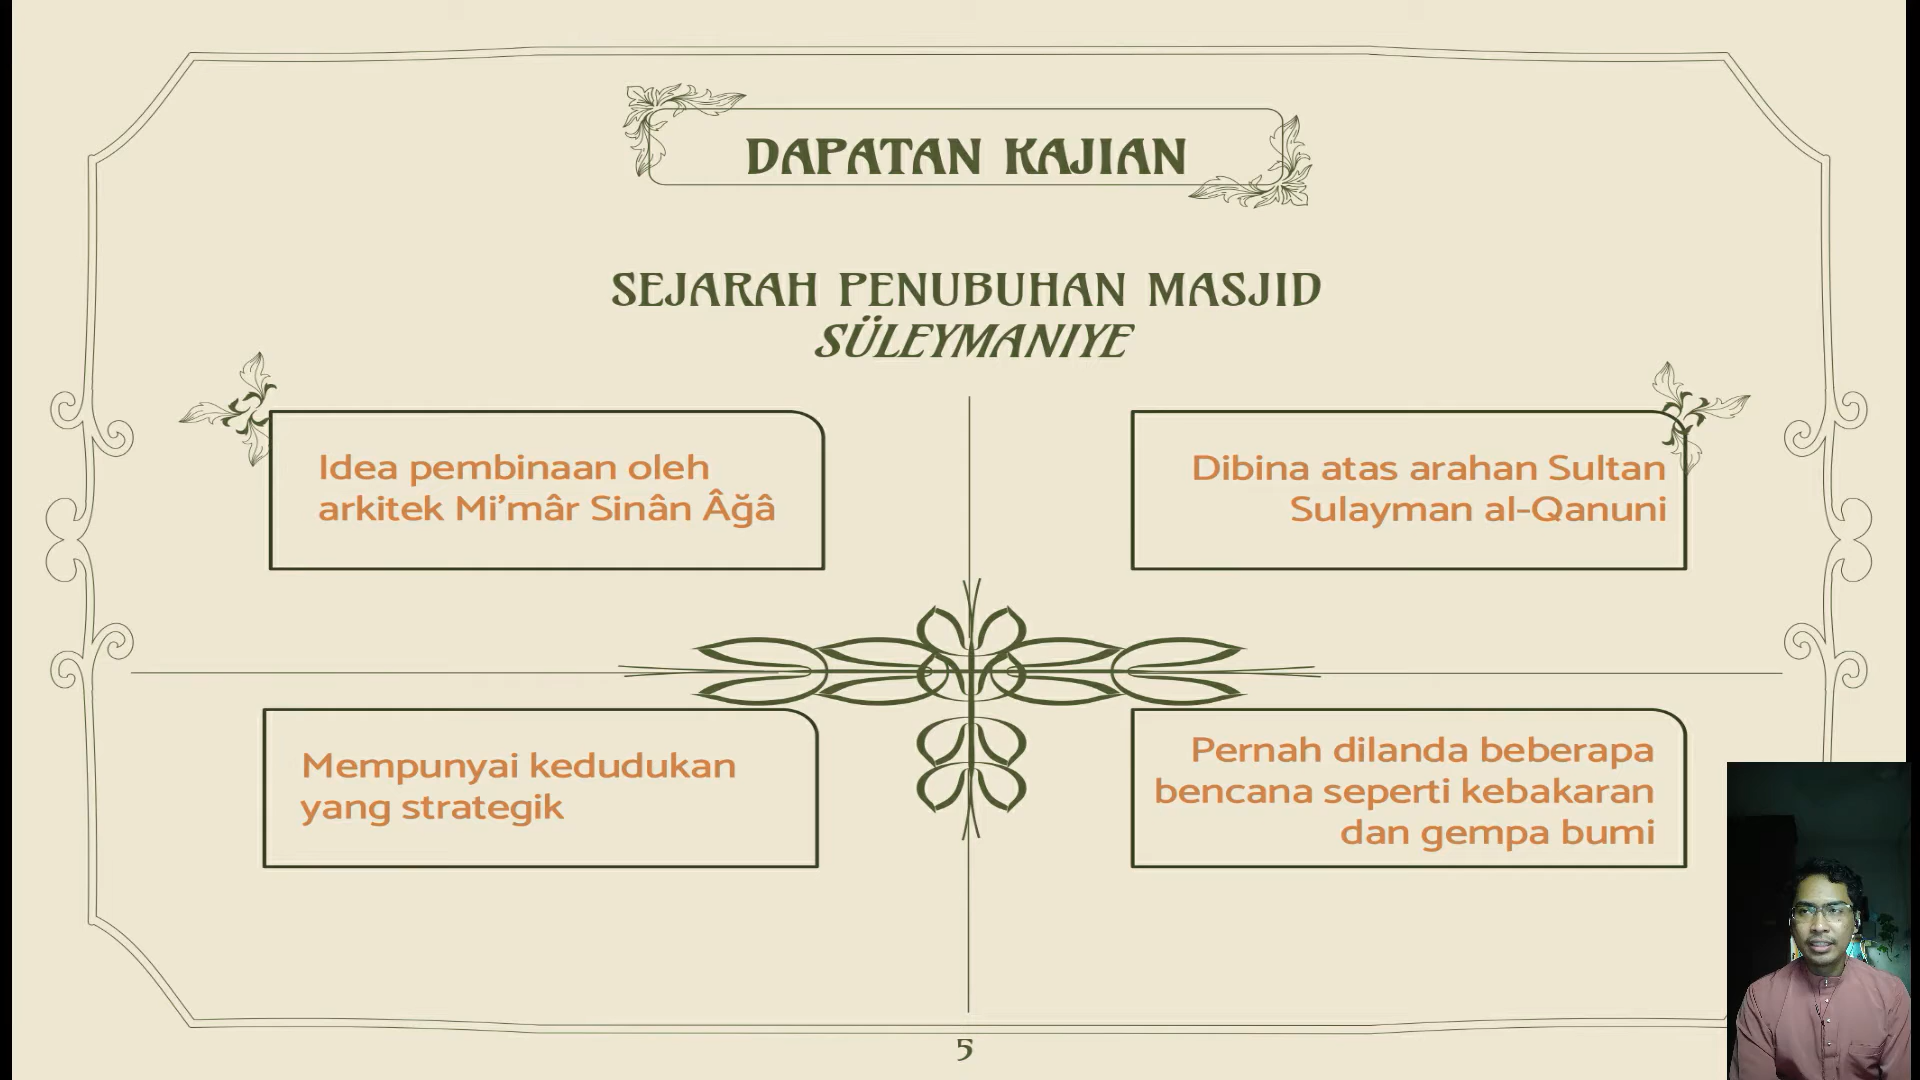 DAPATAN KAJIAN
SEJARAH PENUBUHAN MASJID
SÜLEYMANIYE
Idea pembinaan oleh
arkitek Mi’mâr Sinân Âğâ
Dibina atas arahan Sultan
Sulayman al-Qanuni
Mempunyai kedudukan
yang strategik
Pernah dilanda beberapa
bencana seperti kebakaran
dan gempa bumi
5